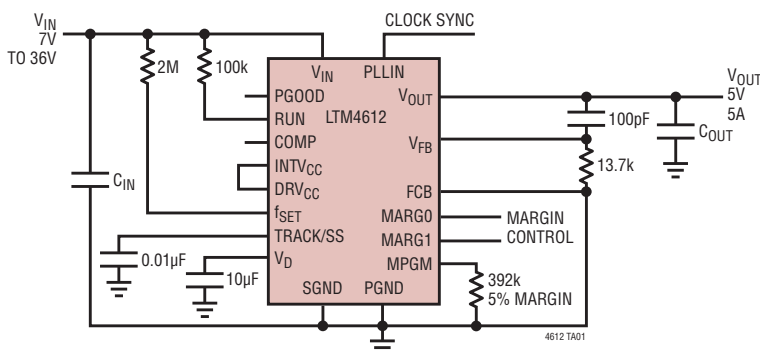 VIN
7V
TO 36V
CLOCK SYNC
2M
100k
VIN
PLLIN
PGOOD
VOUT
RUN
LTM4612
COMP
VFB
INTVCC
DRVCC
FCB
fSET
MARG0
TRACK/SS
MARG1
VD
MPGM
SGND
PGND
CIN
0.01µF
10µF
100pF
13.7k
COUT
VOUT
5V
5A
MARGIN
CONTROL
392k
5% MARGIN
4612 TA01